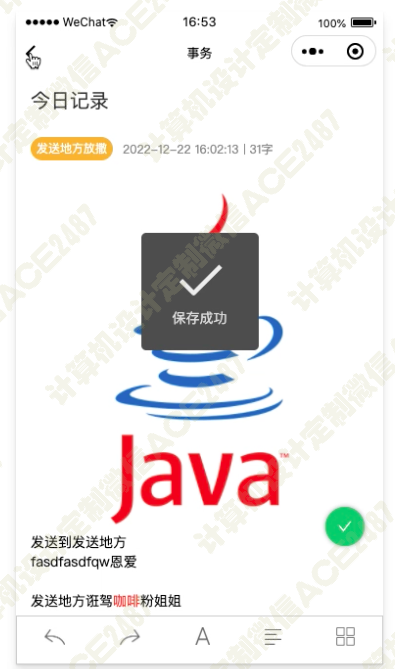 WeChat 16:53 100%
事务
今日记录
发送地方放撒 2022-12-22 16:02:13 | 31字
保存成功
Java™
发送到发送地方
fasdfasdfqw恩爱
发送地方诳驾咖啡粉姐姐
A
计算机设计定制微信ACE2487